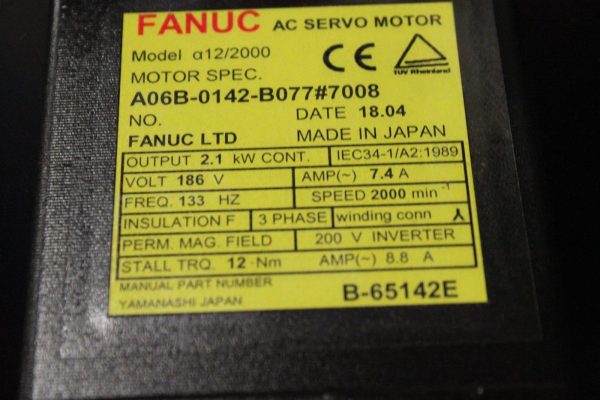 FANUC AC SERVO MOTOR
Model α12/2000
CE
TUV Rheinland
MOTOR SPEC.
A06B-0142-B077#7008
NO. DATE 18.04
FANUC LTD MADE IN JAPAN
OUTPUT 2.1 kW CONT. IEC34-1/A2:1989
VOLT 186 V AMP(~) 7.4 A
FREQ. 133 HZ SPEED 2000 min⁻¹
INSULATION F 3 PHASE winding conn
PERM. MAG. FIELD 200 V INVERTER
STALL TRQ. 12·Nm AMP(~) 8.8 A
MANUAL PART NUMBER B-65142E
YAMANASHI JAPAN